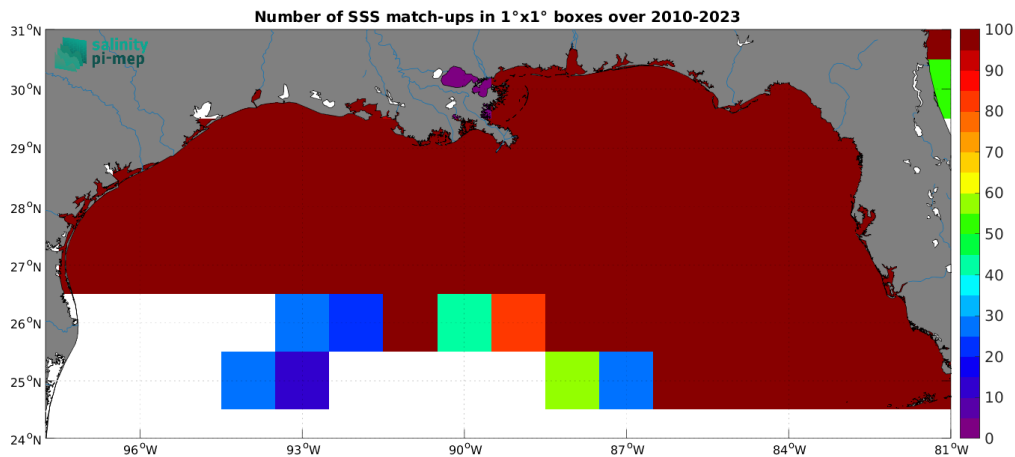 Number of SSS match-ups in 1°x1° boxes over 2010-2023
salinity
pi-mep
31°N
30°N
29°N
28°N
27°N
26°N
25°N
24°N
96°W
93°W
90°W
87°W
84°W
81°W
100
90
80
70
60
50
40
30
20
10
0